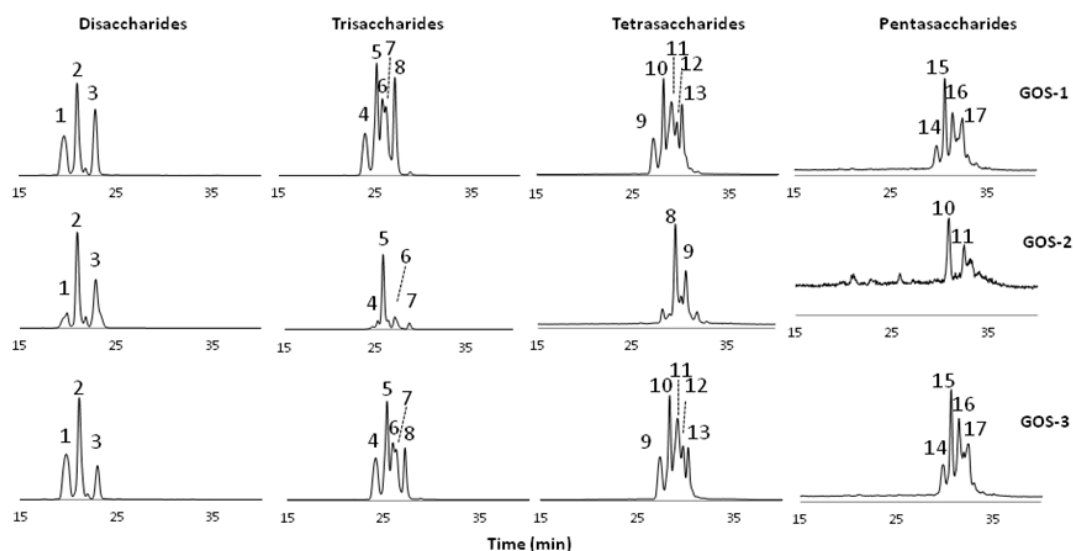 Disaccharides Trisaccharides Tetrasaccharides Pentasaccharides
1 2 3
15 25 35
4 5 6 7 8
15 25 35
9 10 11 12 13
15 25 35
14 15 16 17
15 25 35
GOS-1
1 2 3
15 25 35
4 5 6 7
15 25 35
8 9
15 25 35
10 11
15 25 35
GOS-2
1 2 3
15 25 35
4 5 6 7 8
15 25 35
9 10 11 12 13
15 25 35
14 15 16 17
15 25 35
GOS-3
Time (min)